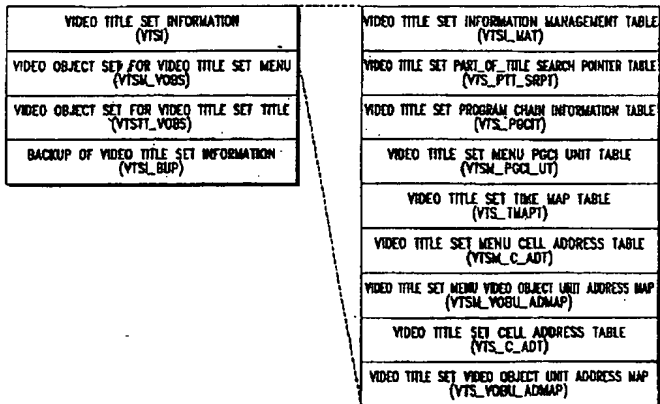 VIDEO TITLE SET INFORMATION
(VTSI)
VIDEO OBJECT SET FOR VIDEO TITLE SET MENU
(VTSM_VOBS)
VIDEO OBJECT SET FOR VIDEO TITLE SET TITLE
(VTSTT_VOBS)
BACKUP OF VIDEO TITLE SET INFORMATION
(VTSI_BUP)
VIDEO TITLE SET INFORMATION MANAGEMENT TABLE
(VTSI_MAT)
VIDEO TITLE SET PART_OF_TITLE SEARCH POINTER TABLE
(VTS_PTT_SRPT)
VIDEO TITLE SET PROGRAM CHAIN INFORMATION TABLE
(VTS_PGCIT)
VIDEO TITLE SET MENU PGCI UNIT TABLE
(VTSM_PGCI_UT)
VIDEO TITLE SET TIME MAP TABLE
(VTS_TMAPT)
VIDEO TITLE SET MENU CELL ADDRESS TABLE
(VTSM_C_ADT)
VIDEO TITLE SET MENU VIDEO OBJECT UNIT ADDRESS MAP
(VTSM_VOBU_ADMAP)
VIDEO TITLE SET CELL ADDRESS TABLE
(VTS_C_ADT)
VIDEO TITLE SET VIDEO OBJECT UNIT ADDRESS MAP
(VTS_VOBU_ADMAP)